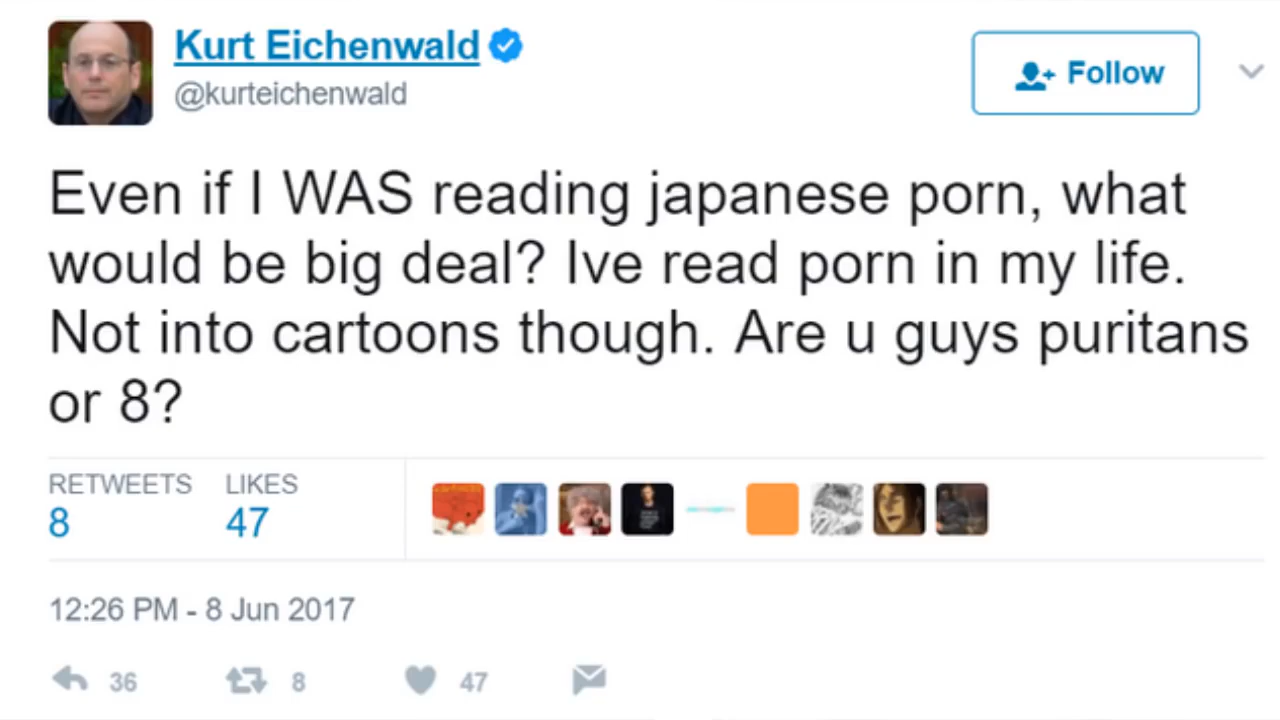 Kurt Eichenwald
@kurteichenwald
Follow
Even if I WAS reading japanese porn, what
would be big deal? Ive read porn in my life.
Not into cartoons though. Are u guys puritans
or 8?
RETWEETS LIKES
8 47
12:26 PM - 8 Jun 2017
36 8 47